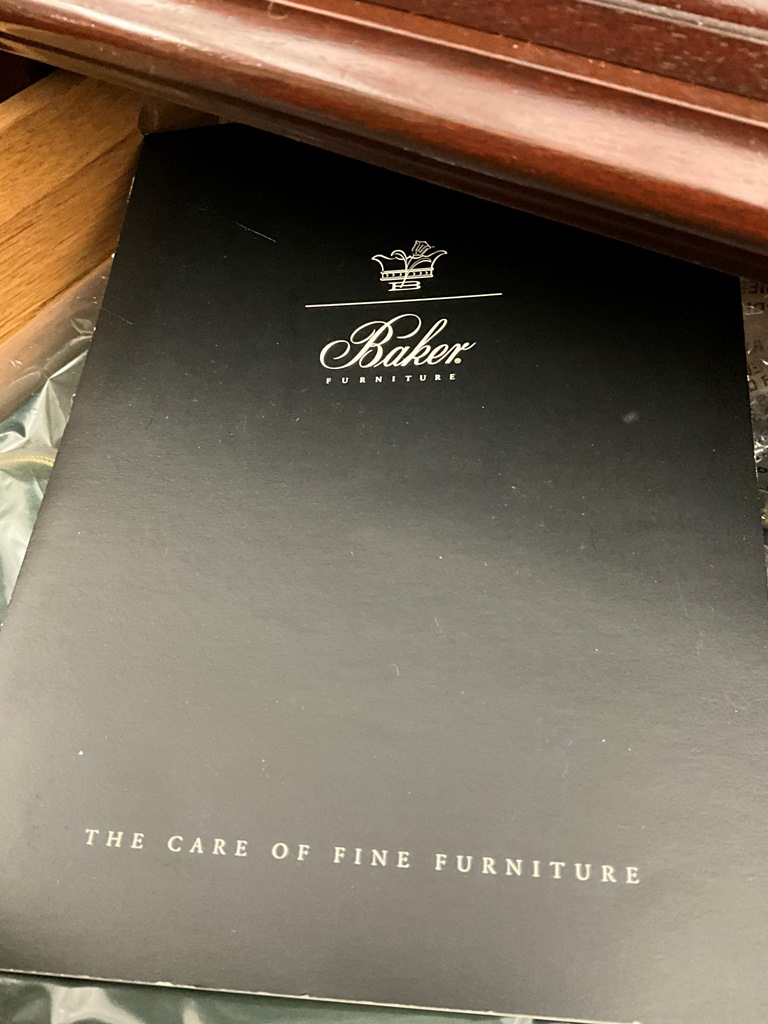 B
Baker
FURNITURE
THE CARE OF FINE FURNITURE